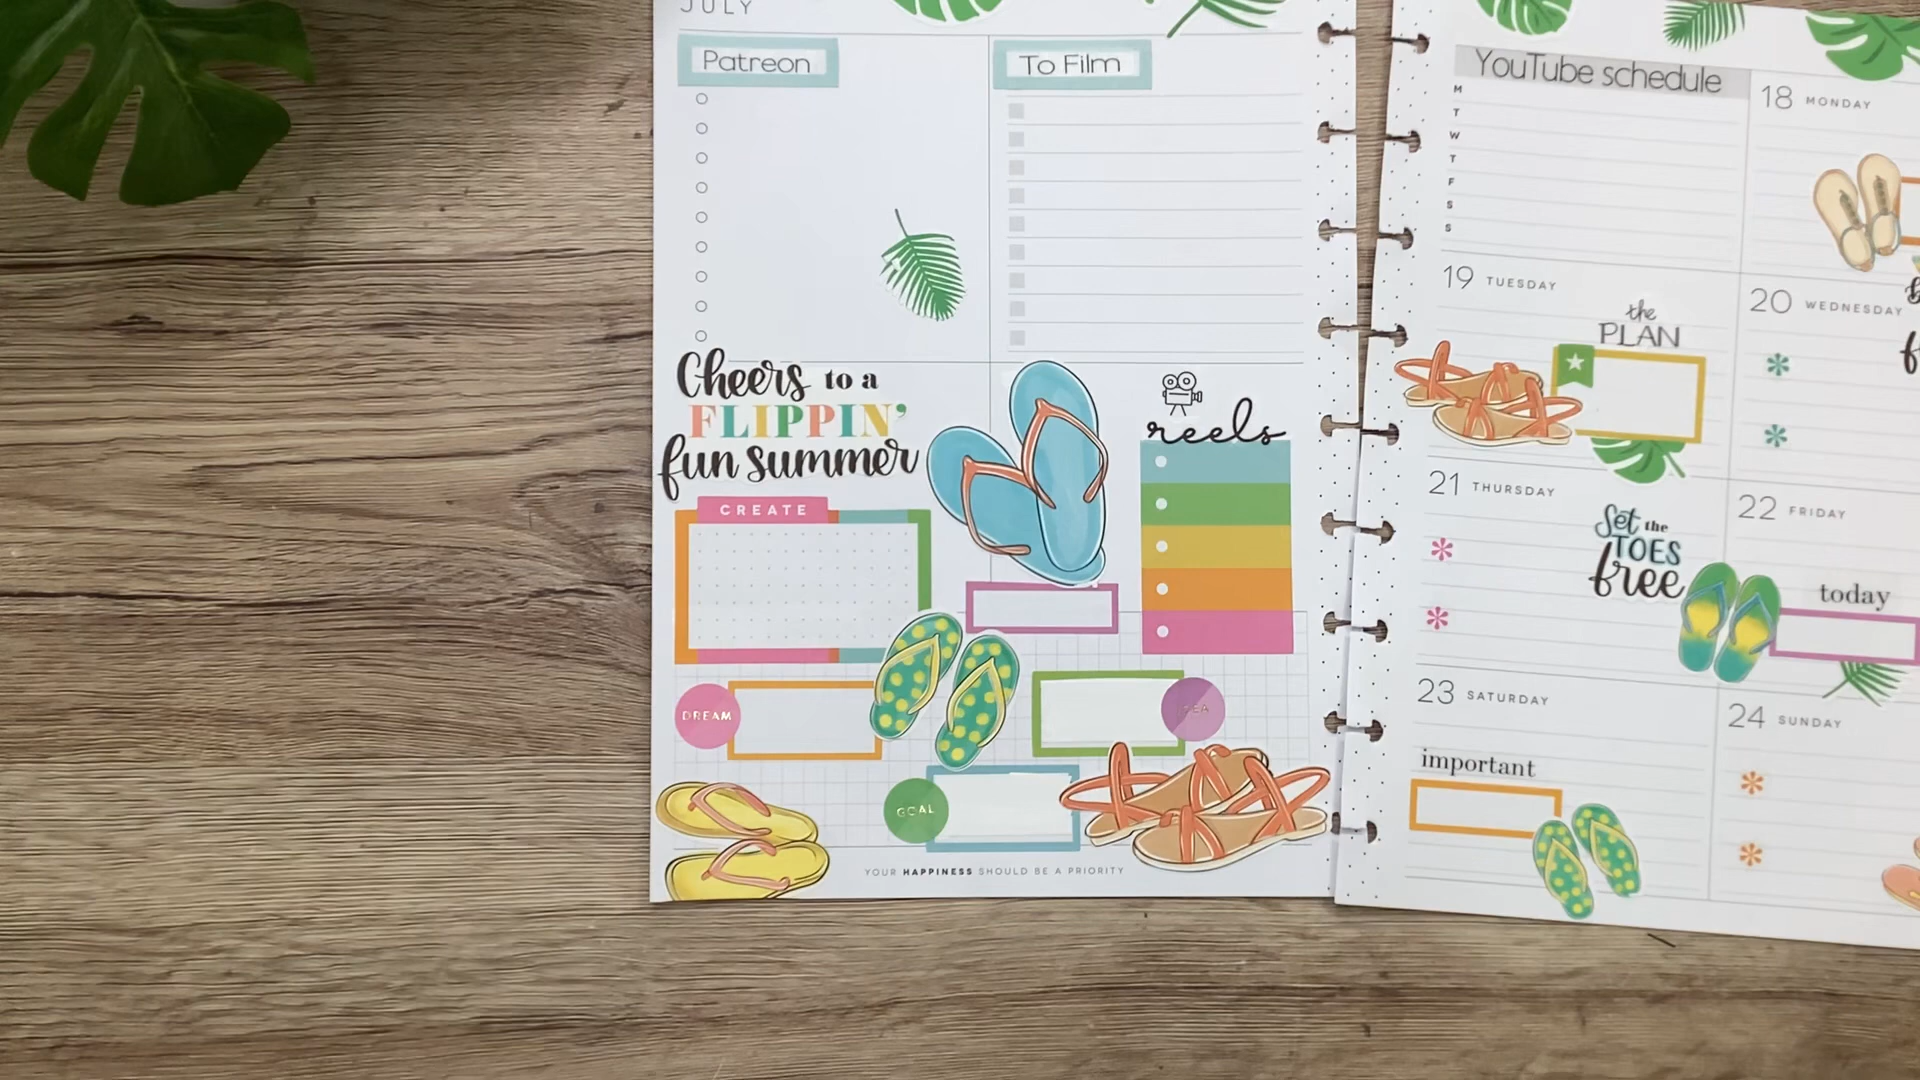 JULY
Patreon
To Film
Cheers to a
FLIPPIN'
fun summer
reels
CREATE
DREAM
GOAL
YOUR HAPPINESS SHOULD BE A PRIORITY
YouTube schedule
M
T
W
T
F
S
S
18 MONDAY
19 TUESDAY
the
PLAN
20 WEDNESDAY
21 THURSDAY
Set the
TOES
free
22 FRIDAY
today
23 SATURDAY
important
24 SUNDAY